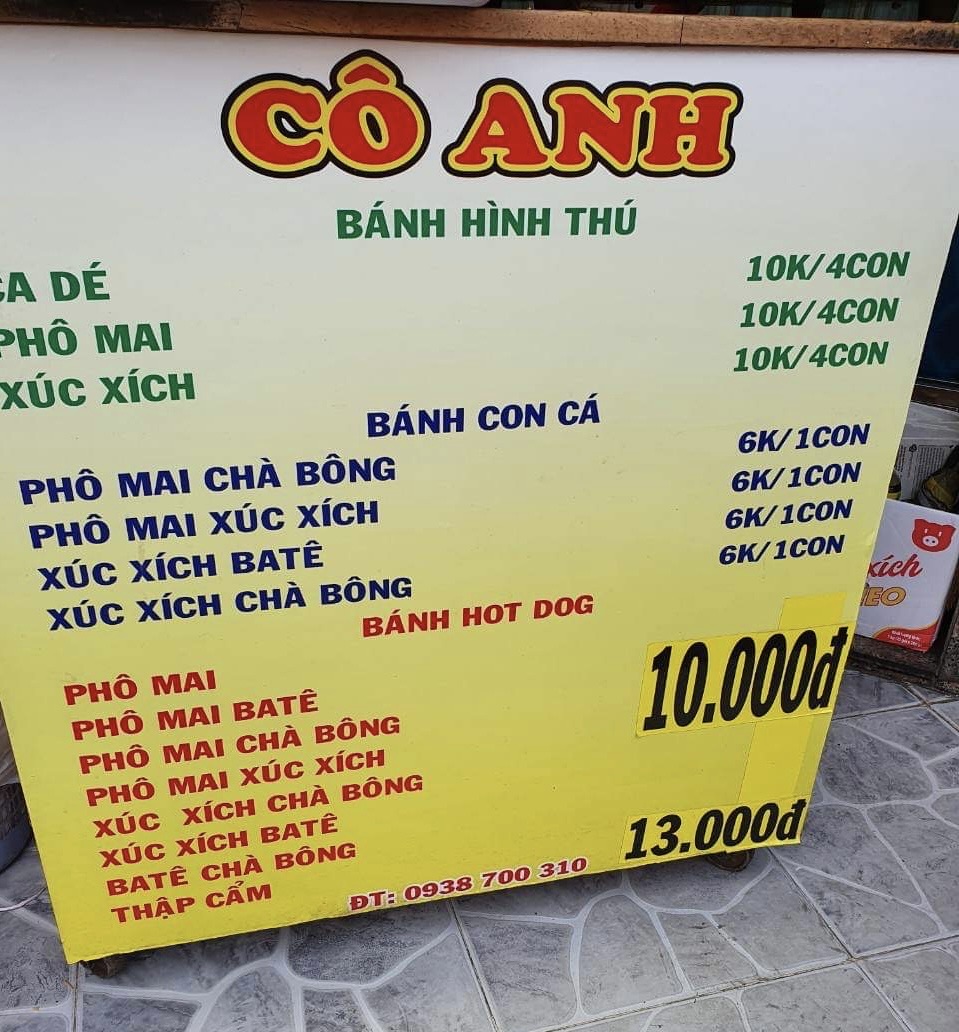 CÔ ANH
BÁNH HÌNH THÚ
CA DÉ 10K/4CON
PHÔ MAI 10K/4CON
XÚC XÍCH 10K/4CON
BÁNH CON CÁ
PHÔ MAI CHÀ BÔNG 6K/1CON
PHÔ MAI XÚC XÍCH 6K/1CON
XÚC XÍCH BATÊ 6K/1CON
XÚC XÍCH CHÀ BÔNG 6K/1CON
BÁNH HOT DOG
PHÔ MAI 10.000đ
PHÔ MAI BATÊ
PHÔ MAI CHÀ BÔNG
PHÔ MAI XÚC XÍCH
XÚC XÍCH CHÀ BÔNG
XÚC XÍCH BATÊ
BATÊ CHÀ BÔNG
THẬP CẨM 13.000đ
ĐT: 0938 700 310
xích
HEO